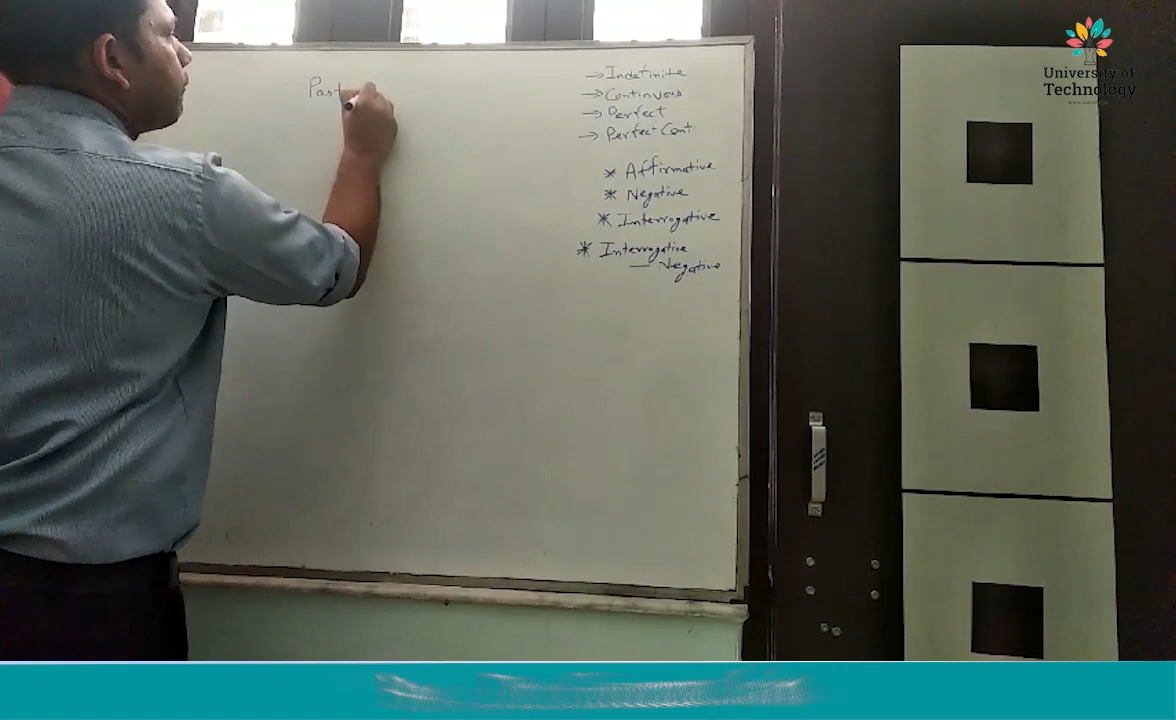 Past
→ Indefinite
→ Continuous
→ Perfect
→ Perfect Cont.
* Affirmative
* Negative
* Interrogative
* Interrogative
— Negative
University of
Technology